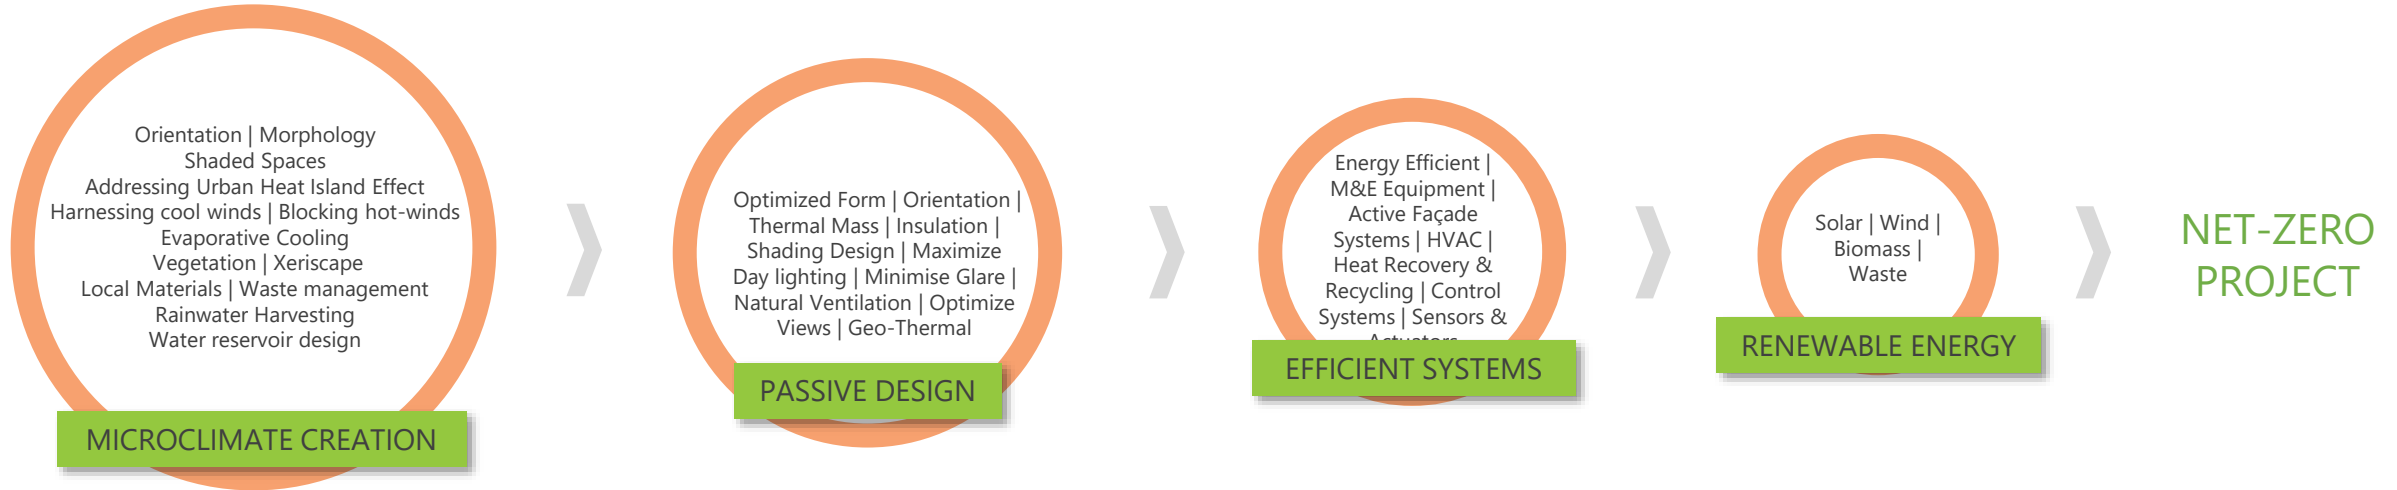 Orientation | Morphology
Shaded Spaces
Addressing Urban Heat Island Effect
Harnessing cool winds | Blocking hot-winds
Evaporative Cooling
Vegetation | Xeriscape
Local Materials | Waste management
Rainwater Harvesting
Water reservoir design
MICROCLIMATE CREATION
Optimized Form | Orientation |
Thermal Mass | Insulation |
Shading Design | Maximize
Day lighting | Minimise Glare |
Natural Ventilation | Optimize
Views | Geo-Thermal
PASSIVE DESIGN
Energy Efficient |
M&E Equipment |
Active Façade
Systems | HVAC |
Heat Recovery &
Recycling | Control
Systems | Sensors &
Actuators
EFFICIENT SYSTEMS
Solar | Wind |
Biomass |
Waste
RENEWABLE ENERGY
NET-ZERO
PROJECT